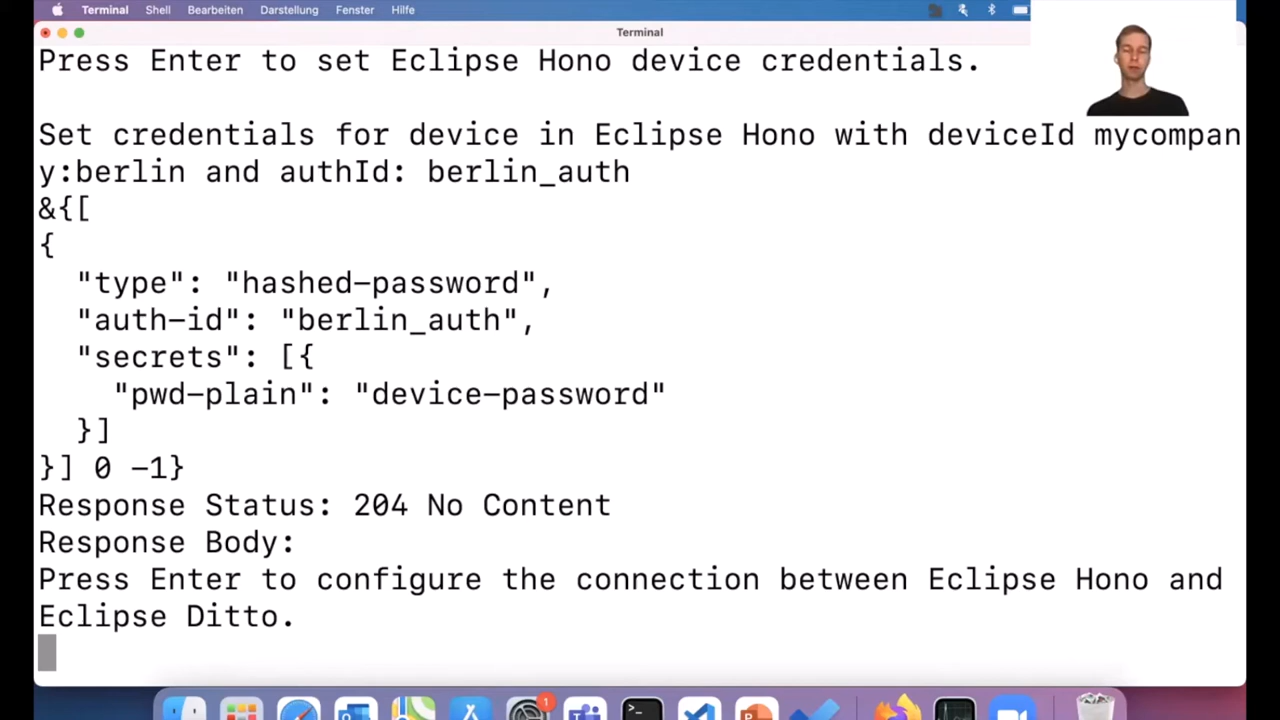 Terminal Shell Bearbeiten Darstellung Fenster Hilfe
Terminal
Press Enter to set Eclipse Hono device credentials.
Set credentials for device in Eclipse Hono with deviceId mycompan
y:berlin and authId: berlin_auth
&{[
{
  "type": "hashed-password",
  "auth-id": "berlin_auth",
  "secrets": [{
    "pwd-plain": "device-password"
  }]
}] 0 -1}
Response Status: 204 No Content
Response Body:
Press Enter to configure the connection between Eclipse Hono and
Eclipse Ditto.
1
>_